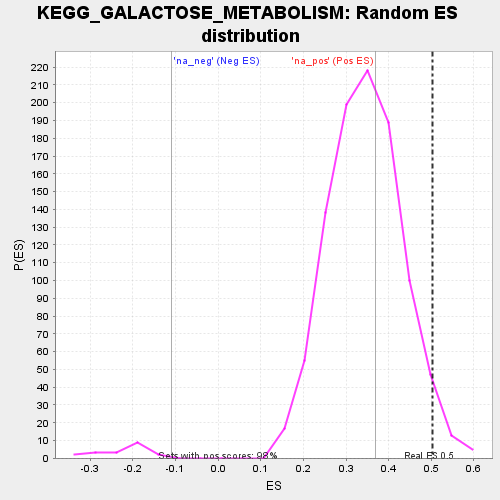 KEGG_GALACTOSE_METABOLISM: Random ES
distribution
'na_neg' (Neg ES)
'na_pos' (Pos ES)
220
210
200
190
180
170
160
150
140
130
120
110
100
90
80
70
60
50
40
30
20
10
0
P(ES)
Sets with pos scores: 98%
Real ES 0.5
-0.3 -0.2 -0.1 0.0 0.1 0.2 0.3 0.4 0.5 0.6
ES